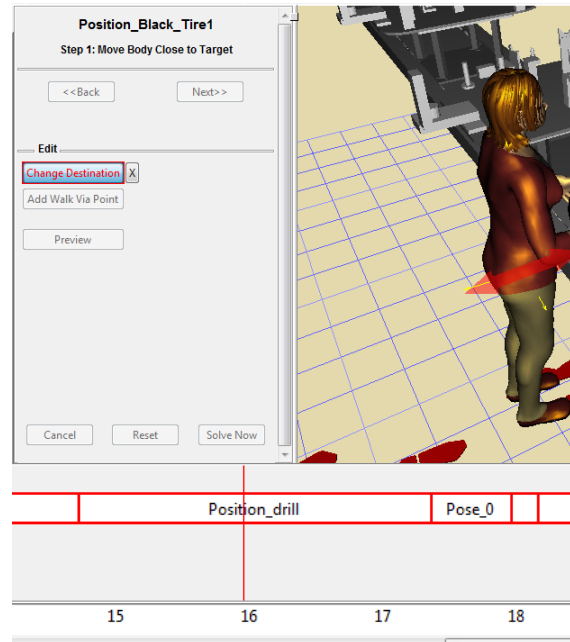 Position_Black_Tire1
Step 1: Move Body Close to Target
<<Back Next>>
Edit
Change Destination X
Add Walk Via Point
Preview
Cancel Reset Solve Now
Position_drill Pose_0
15 16 17 18